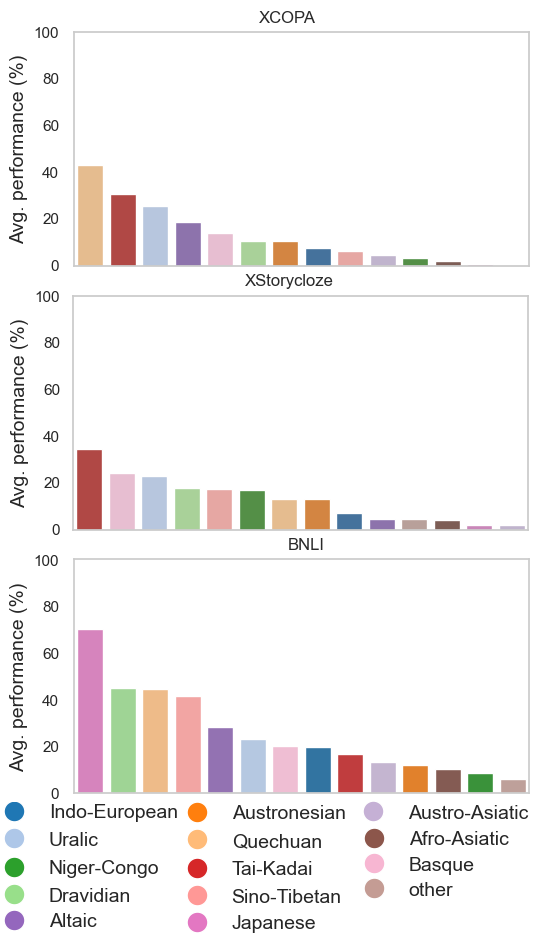 XCOPA
Avg. performance (%)
100
80
60
40
20
0
XStorycloze
Avg. performance (%)
100
80
60
40
20
0
BNLI
Avg. performance (%)
100
80
60
40
20
0
Indo-European
Uralic
Niger-Congo
Dravidian
Altaic
Austronesian
Quechuan
Tai-Kadai
Sino-Tibetan
Japanese
Austro-Asiatic
Afro-Asiatic
Basque
other